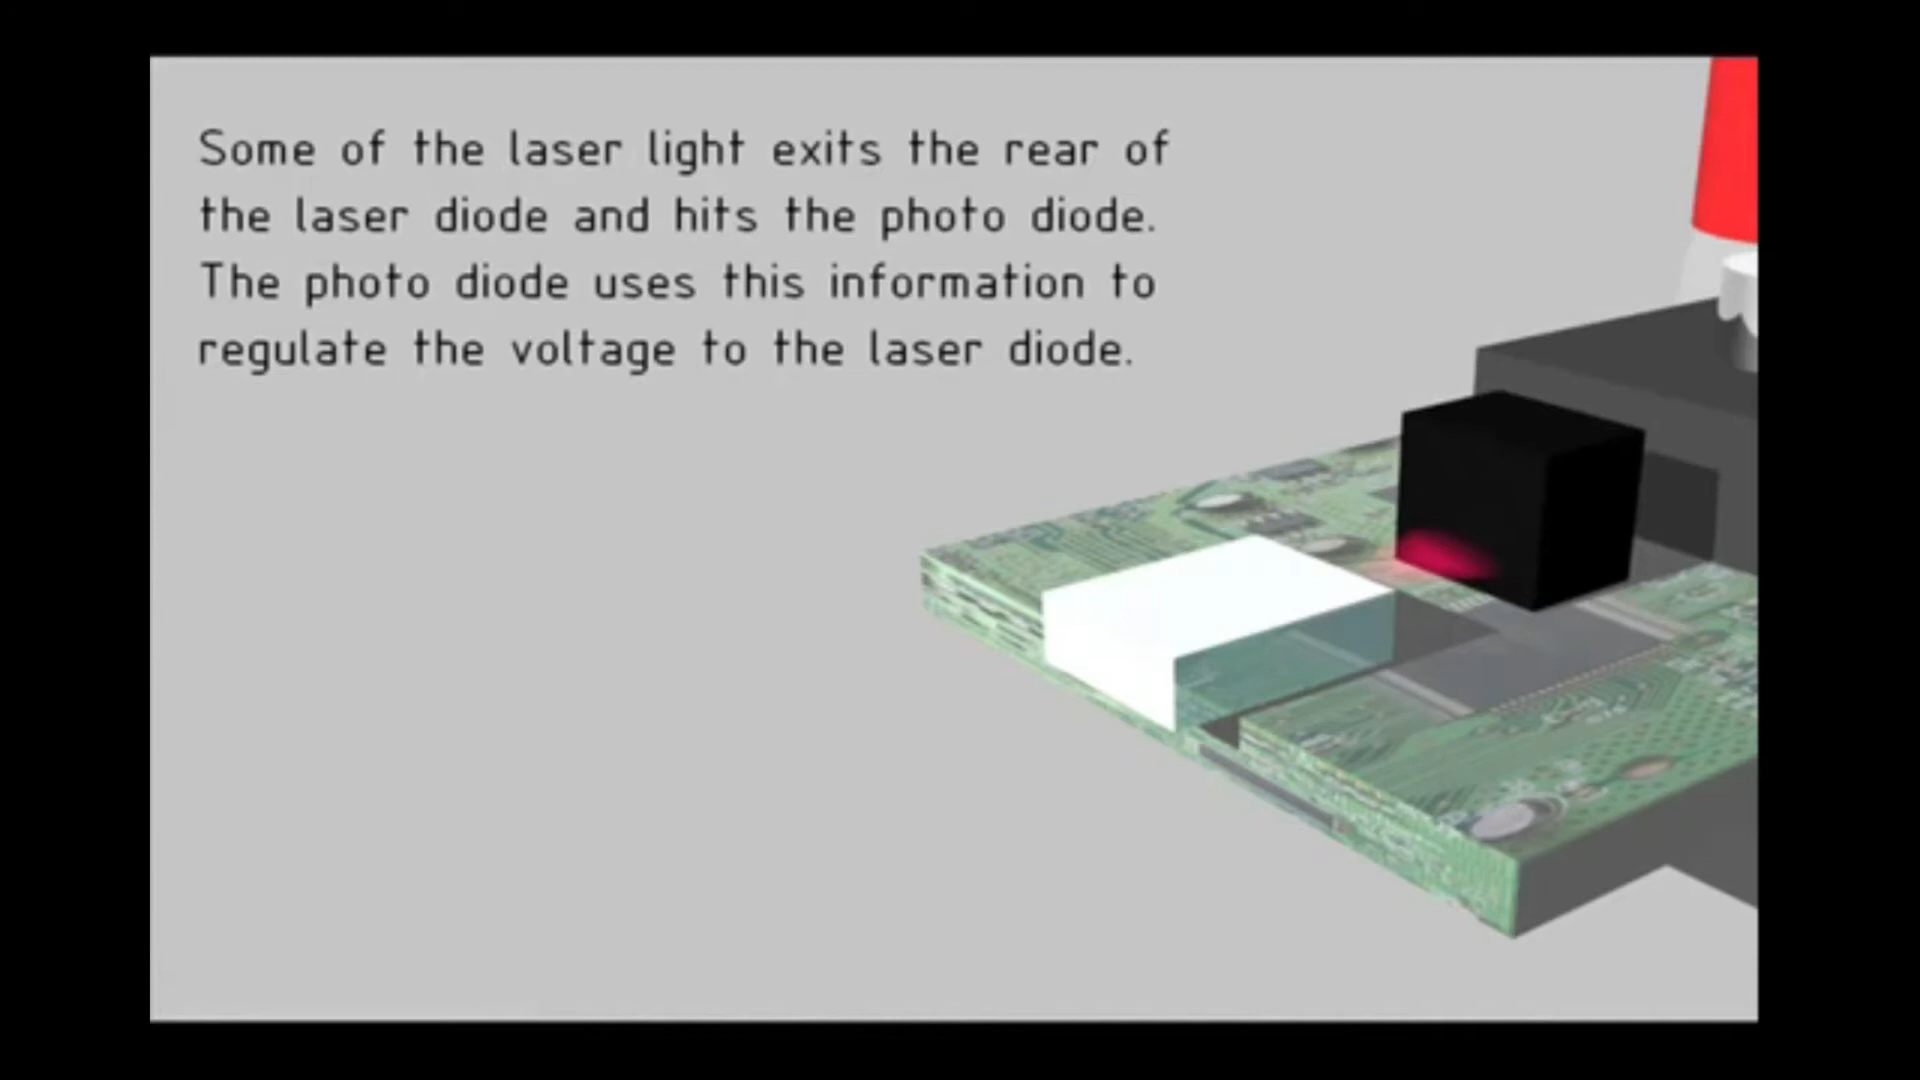 Some of the laser light exits the rear of
the laser diode and hits the photo diode.
The photo diode uses this information to
regulate the voltage to the laser diode.